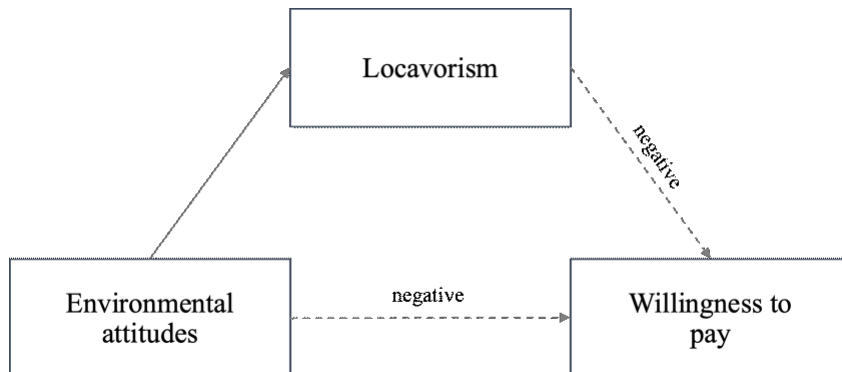 Locavorism
negative
Environmental
attitudes
negative
Willingness to
pay